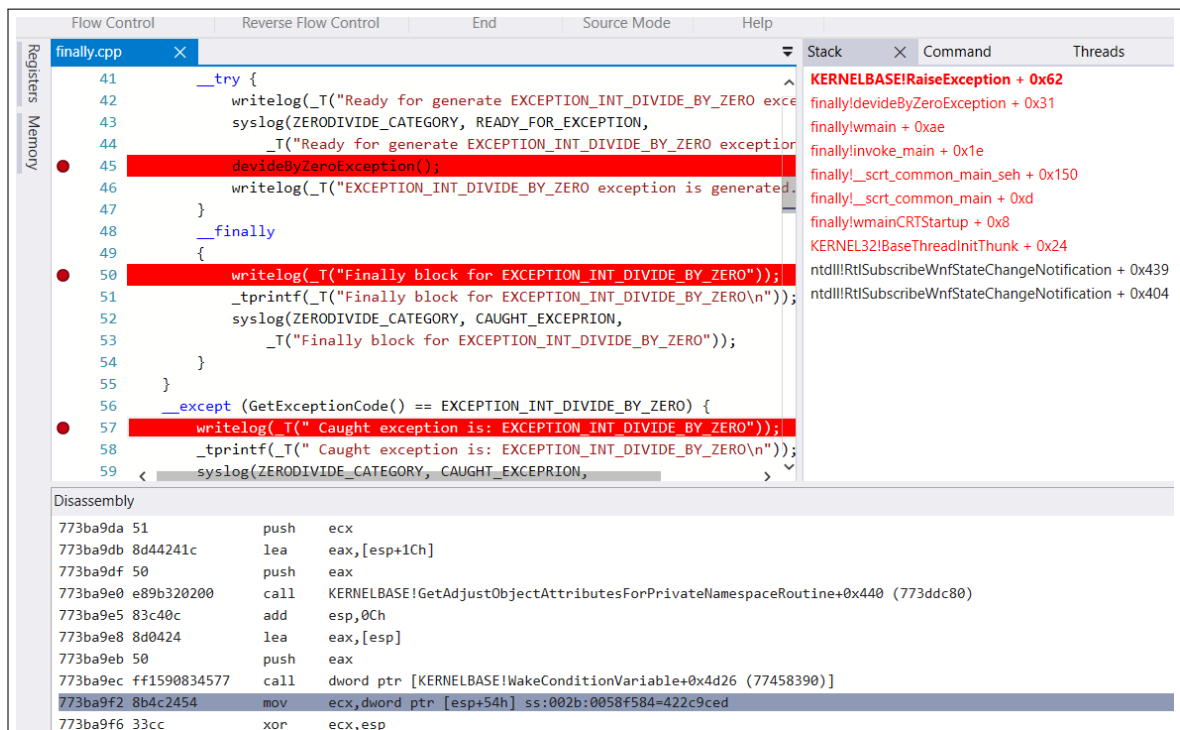 Flow Control Reverse Flow Control End Source Mode Help
Registers
Memory
finally.cpp
41 __try {
42 writelog(_T("Ready for generate EXCEPTION_INT_DIVIDE_BY_ZERO exce
43 syslog(ZERODIVIDE_CATEGORY, READY_FOR_EXCEPTION,
44 _T("Ready for generate EXCEPTION_INT_DIVIDE_BY_ZERO exception
45 devideByZeroException();
46 writelog(_T("EXCEPTION_INT_DIVIDE_BY_ZERO exception is generated.
47 }
48 __finally
49 {
50 writelog(_T("Finally block for EXCEPTION_INT_DIVIDE_BY_ZERO"));
51 _tprintf(_T("Finally block for EXCEPTION_INT_DIVIDE_BY_ZERO\n"));
52 syslog(ZERODIVIDE_CATEGORY, CAUGHT_EXCEPRION,
53 _T("Finally block for EXCEPTION_INT_DIVIDE_BY_ZERO"));
54 }
55 }
56 __except (GetExceptionCode() == EXCEPTION_INT_DIVIDE_BY_ZERO) {
57 writelog(_T(" Caught exception is: EXCEPTION_INT_DIVIDE_BY_ZERO"));
58 _tprintf(_T(" Caught exception is: EXCEPTION_INT_DIVIDE_BY_ZERO\n"));
59 syslog(ZERODIVIDE_CATEGORY, CAUGHT_EXCEPRION,
Stack Command Threads
KERNELBASE!RaiseException + 0x62
finally!devideByZeroException + 0x31
finally!wmain + 0xae
finally!invoke_main + 0x1e
finally!__scrt_common_main_seh + 0x150
finally!__scrt_common_main + 0xd
finally!wmainCRTStartup + 0x8
KERNEL32!BaseThreadInitThunk + 0x24
ntdll!RtlSubscribeWnfStateChangeNotification + 0x439
ntdll!RtlSubscribeWnfStateChangeNotification + 0x404
Disassembly
773ba9da 51 push ecx
773ba9db 8d44241c lea eax,[esp+1Ch]
773ba9df 50 push eax
773ba9e0 e89b320200 call KERNELBASE!GetAdjustObjectAttributesForPrivateNamespaceRoutine+0x440 (773ddc80)
773ba9e5 83c40c add esp,0Ch
773ba9e8 8d0424 lea eax,[esp]
773ba9eb 50 push eax
773ba9ec ff1590834577 call dword ptr [KERNELBASE!WakeConditionVariable+0x4d26 (77458390)]
773ba9f2 8b4c2454 mov ecx,dword ptr [esp+54h] ss:002b:0058f584=422c9ced
773ba9f6 33cc xor ecx,esp